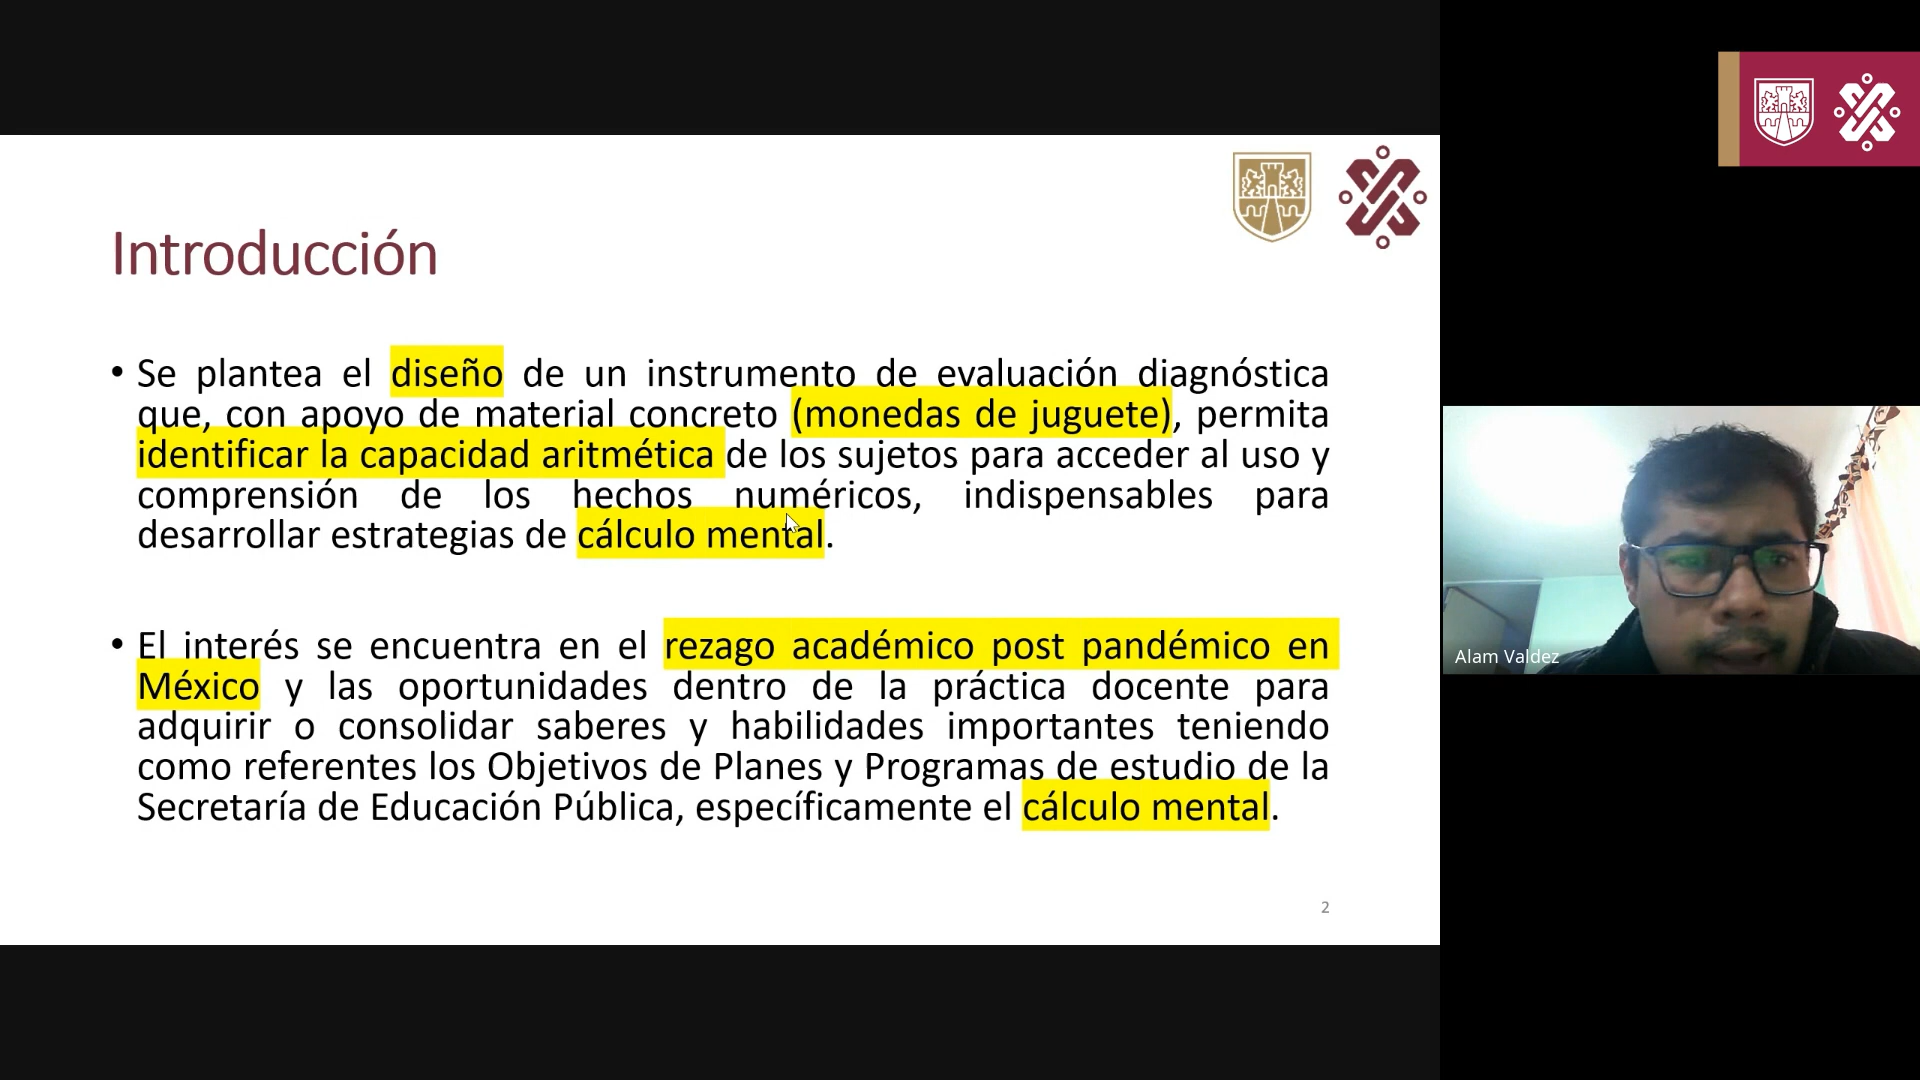 Introducción
• Se plantea el diseño de un instrumento de evaluación diagnóstica
que, con apoyo de material concreto (monedas de juguete), permita
identificar la capacidad aritmética de los sujetos para acceder al uso y
comprensión de los hechos numéricos, indispensables para
desarrollar estrategias de cálculo mental.
• El interés se encuentra en el rezago académico post pandémico en
México y las oportunidades dentro de la práctica docente para
adquirir o consolidar saberes y habilidades importantes teniendo
como referentes los Objetivos de Planes y Programas de estudio de la
Secretaría de Educación Pública, específicamente el cálculo mental.
2
Alam Valdez